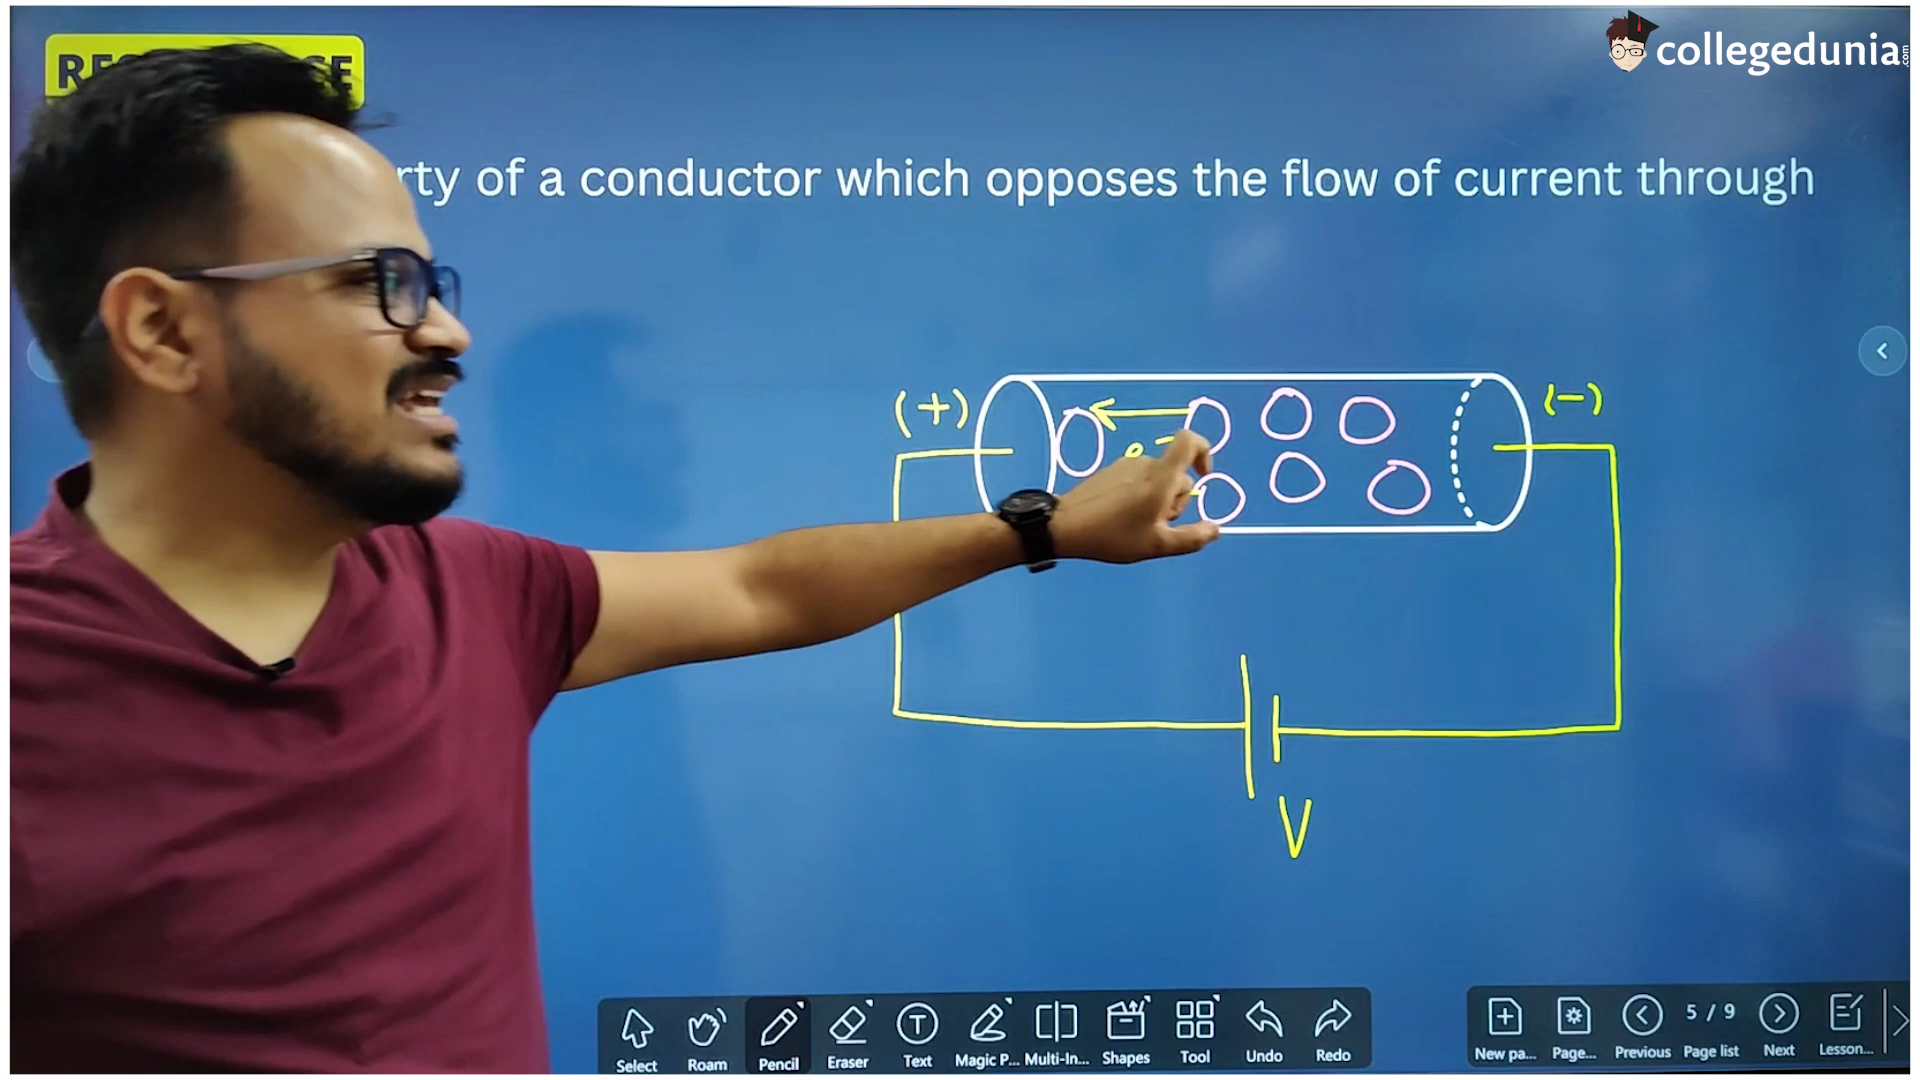 collegedunia
.com
of a conductor which opposes the flow of current through
(+)
(-)
e-
V
Select
Roam
Pencil
Eraser
Text
Magic P...
Multi-In...
Shapes
Tool
Undo
Redo
New pa...
Page...
Previous
5 / 9
Page list
Next
Lesson...